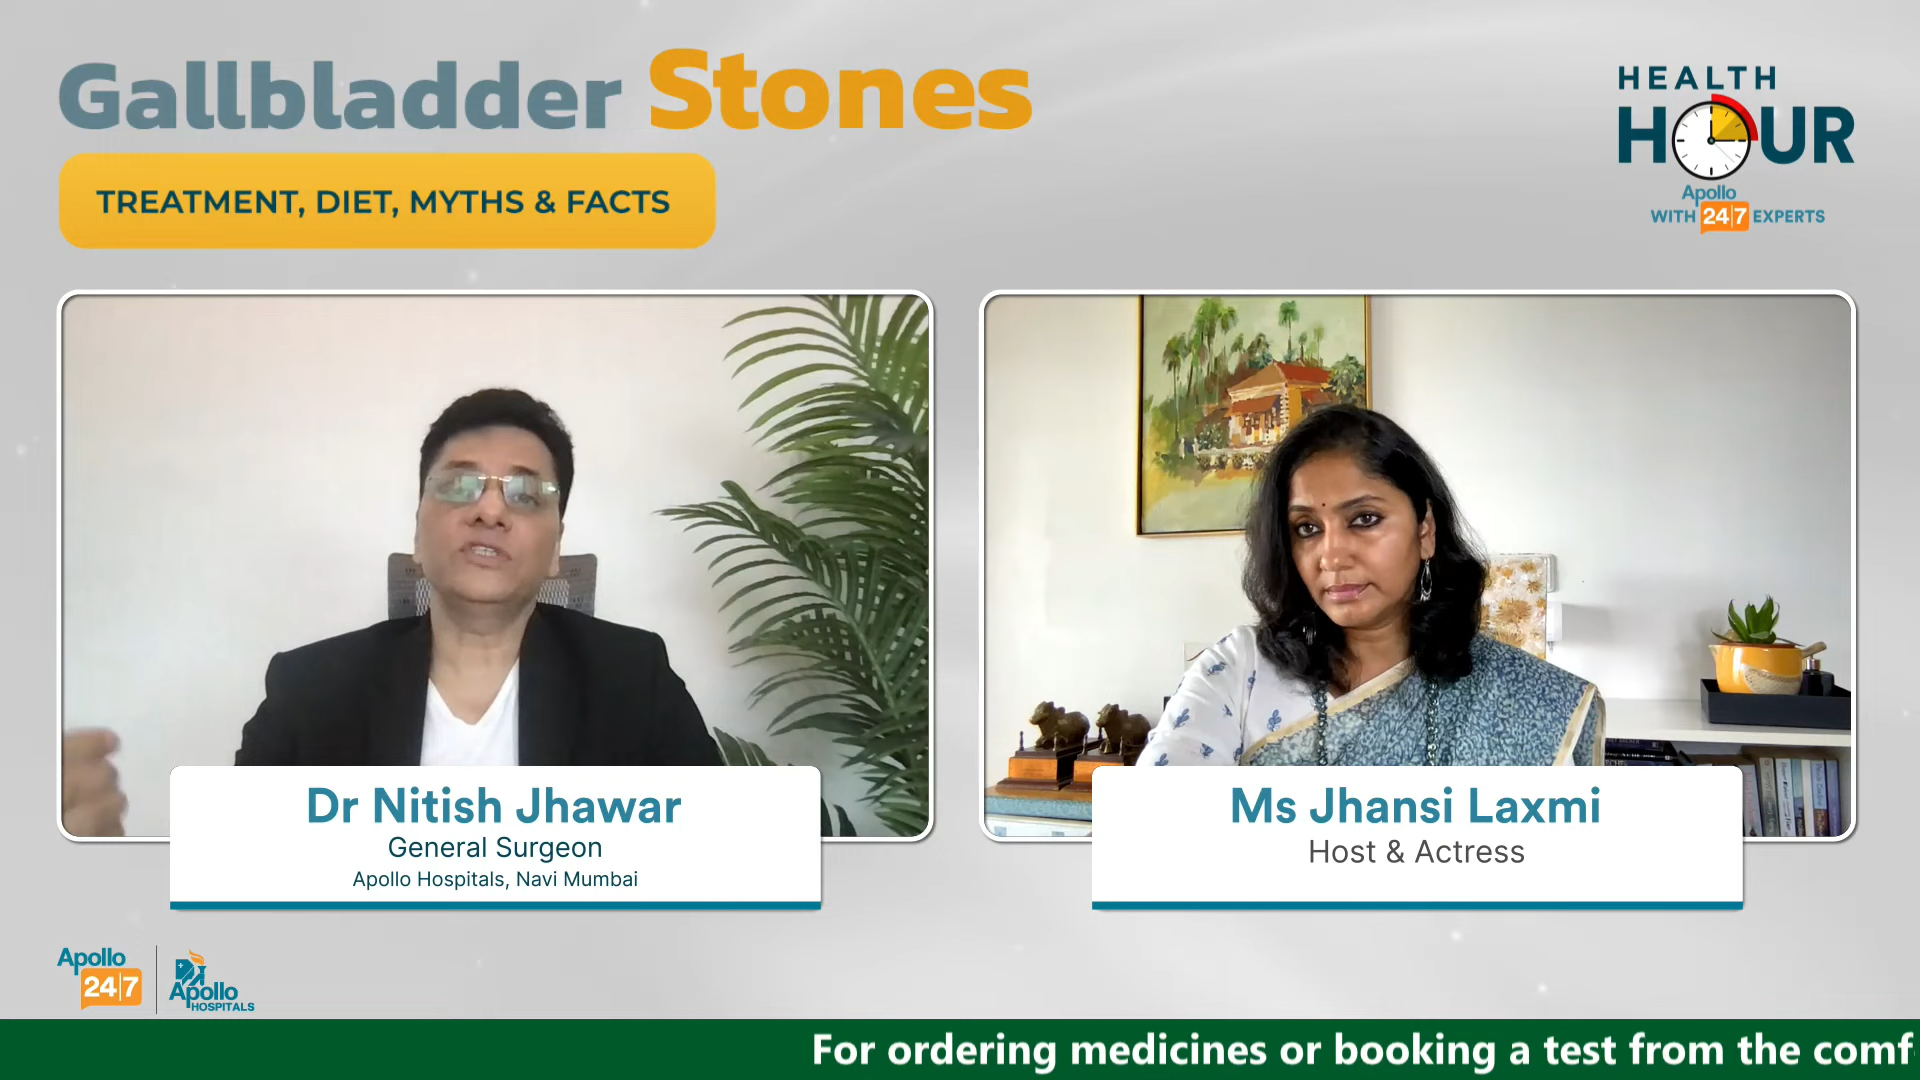 Gallbladder Stones
TREATMENT, DIET, MYTHS & FACTS
HEALTH
HOUR
Apollo
WITH 24|7 EXPERTS
Dr Nitish Jhawar
General Surgeon
Apollo Hospitals, Navi Mumbai
Ms Jhansi Laxmi
Host & Actress
Apollo
24|7
Apollo
HOSPITALS
For ordering medicines or booking a test from the comf